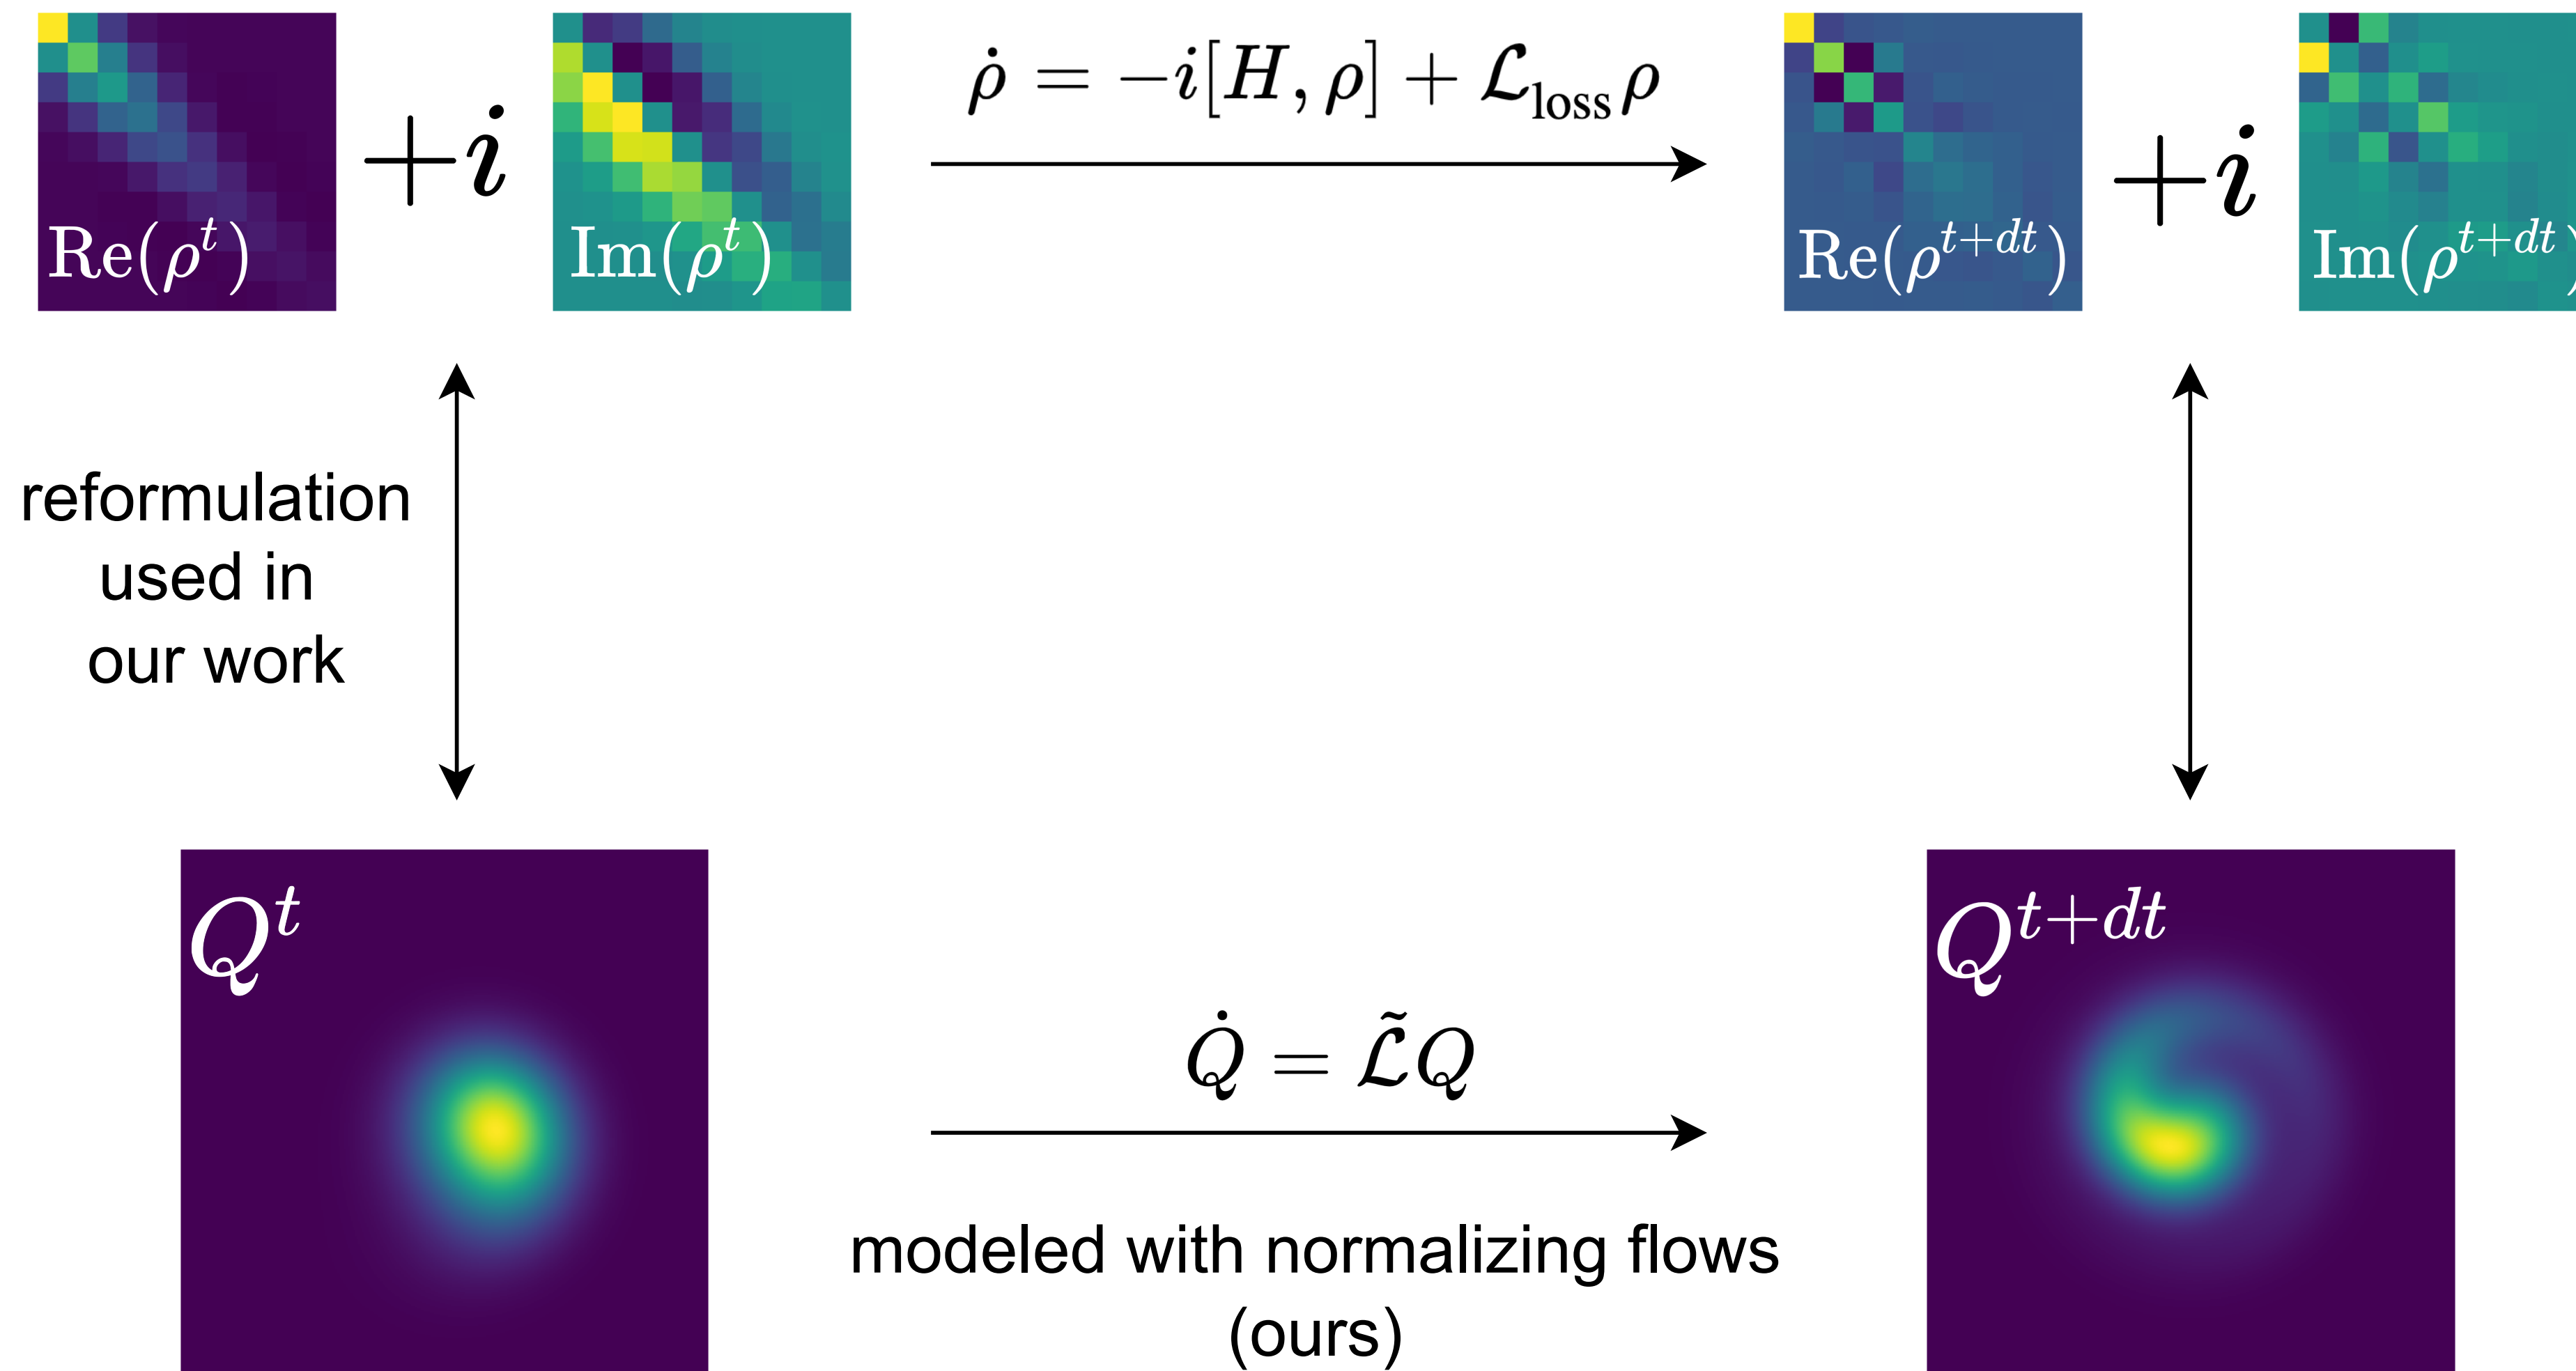 Re(ρ^t)
+i
Im(ρ^t)
ρ̇ = −i[H, ρ] + ℒ_loss ρ
Re(ρ^{t+dt})
+i
Im(ρ^{t+dt})
reformulation
used in
our work
Q^t
Q̇ = ℒ̃Q
Q^{t+dt}
modeled with normalizing flows
(ours)